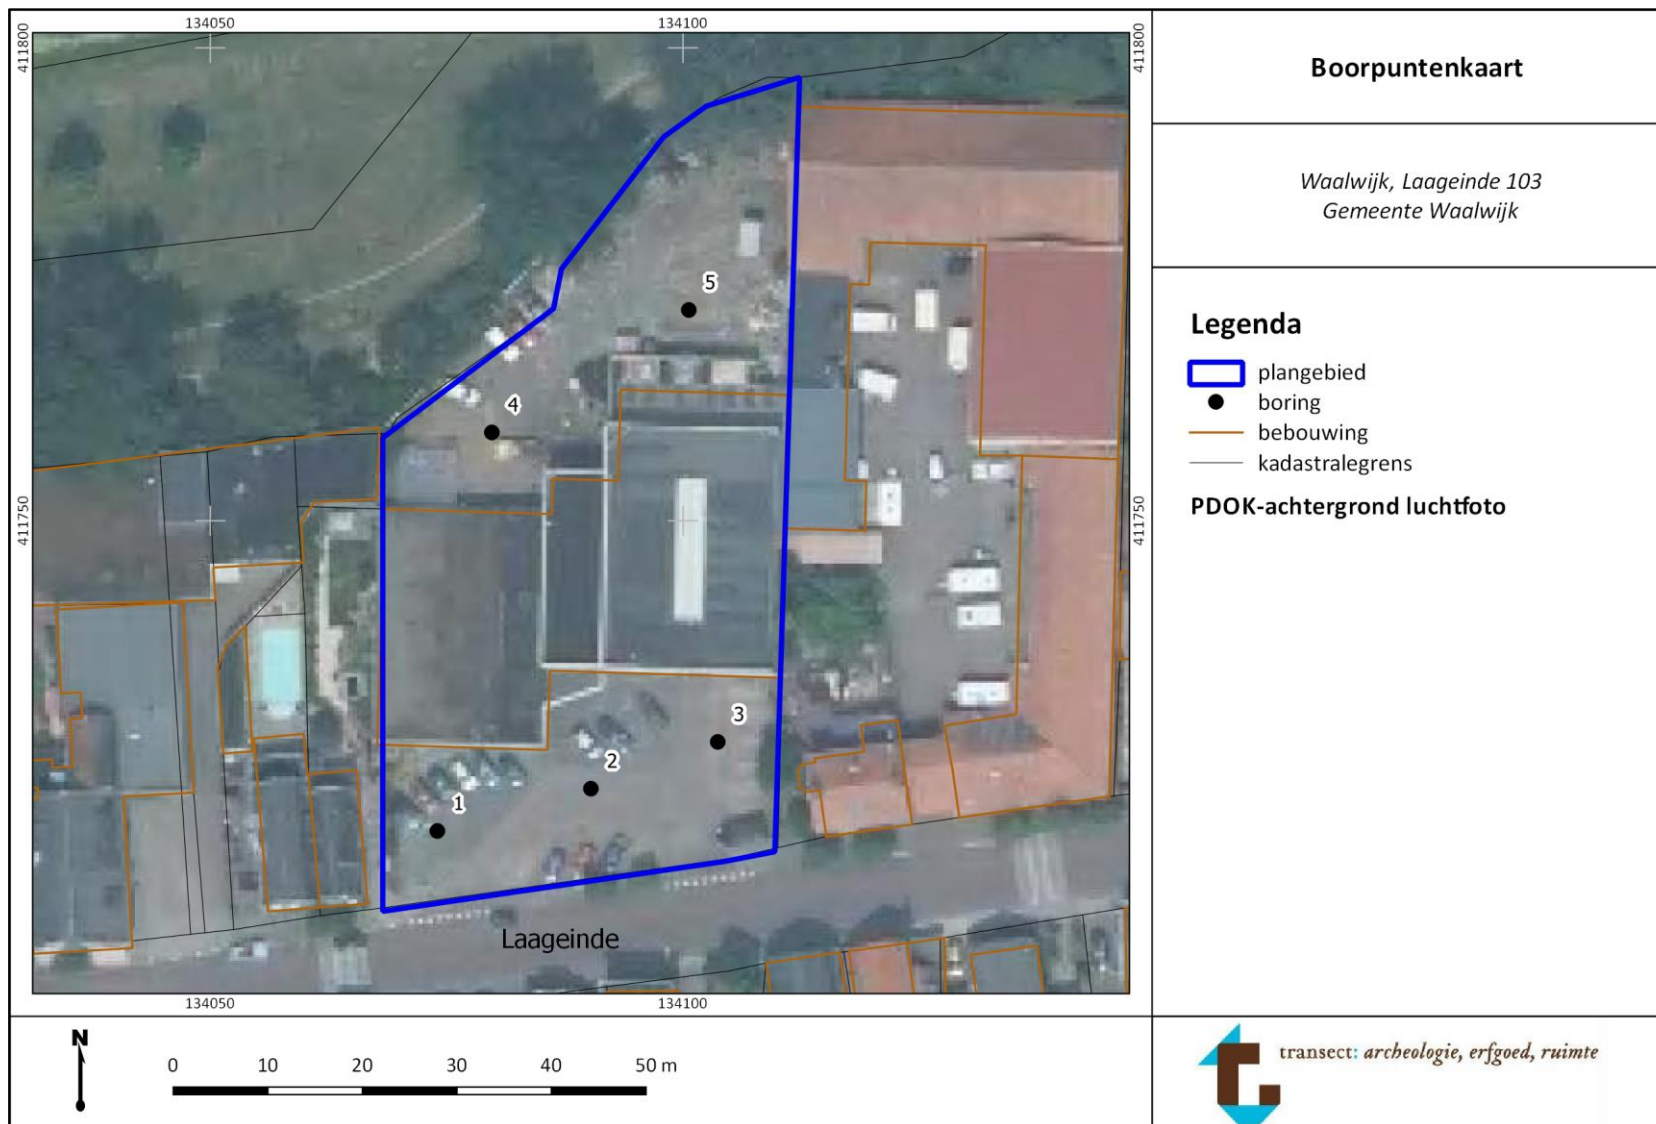 134050
134100
411800
411800
5
4
411750
411750
3
2
1
Laageinde
134050
134100
N
0 10 20 30 40 50 m
Boorpuntenkaart
Waalwijk, Laageinde 103
Gemeente Waalwijk
Legenda
plangebied
boring
bebouwing
kadastralegrens
PDOK-achtergrond luchtfoto
transect: archeologie, erfgoed, ruimte